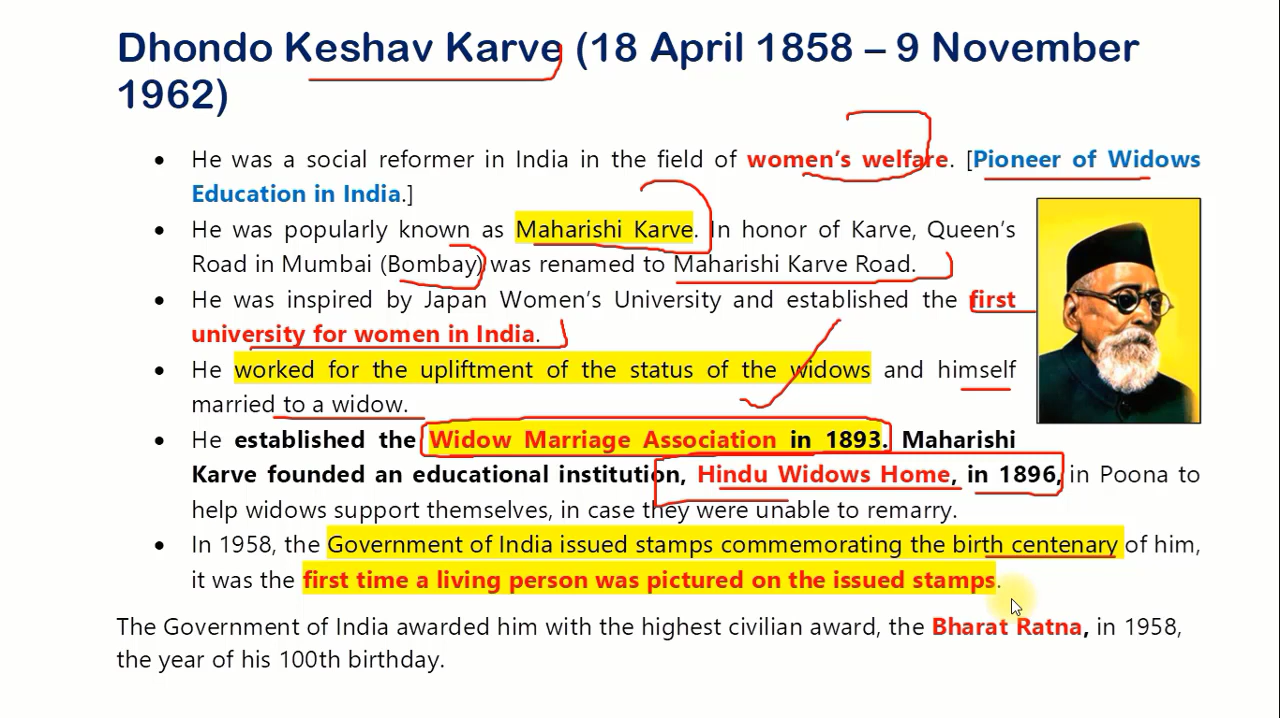 Dhondo Keshav Karve (18 April 1858 – 9 November
1962)
• He was a social reformer in India in the field of women's welfare. [Pioneer of Widows
Education in India.]
• He was popularly known as Maharishi Karve. In honor of Karve, Queen's
Road in Mumbai (Bombay) was renamed to Maharishi Karve Road.
• He was inspired by Japan Women's University and established the first
university for women in India.
• He worked for the upliftment of the status of the widows and himself
married to a widow.
• He established the Widow Marriage Association in 1893. Maharishi
Karve founded an educational institution, Hindu Widows Home, in 1896, in Poona to
help widows support themselves, in case they were unable to remarry.
• In 1958, the Government of India issued stamps commemorating the birth centenary of him,
it was the first time a living person was pictured on the issued stamps.
The Government of India awarded him with the highest civilian award, the Bharat Ratna, in 1958,
the year of his 100th birthday.